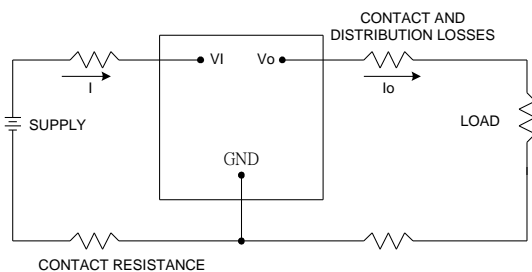 CONTACT AND
DISTRIBUTION LOSSES
VI
Vo
I
Io
SUPPLY
LOAD
GND
CONTACT RESISTANCE